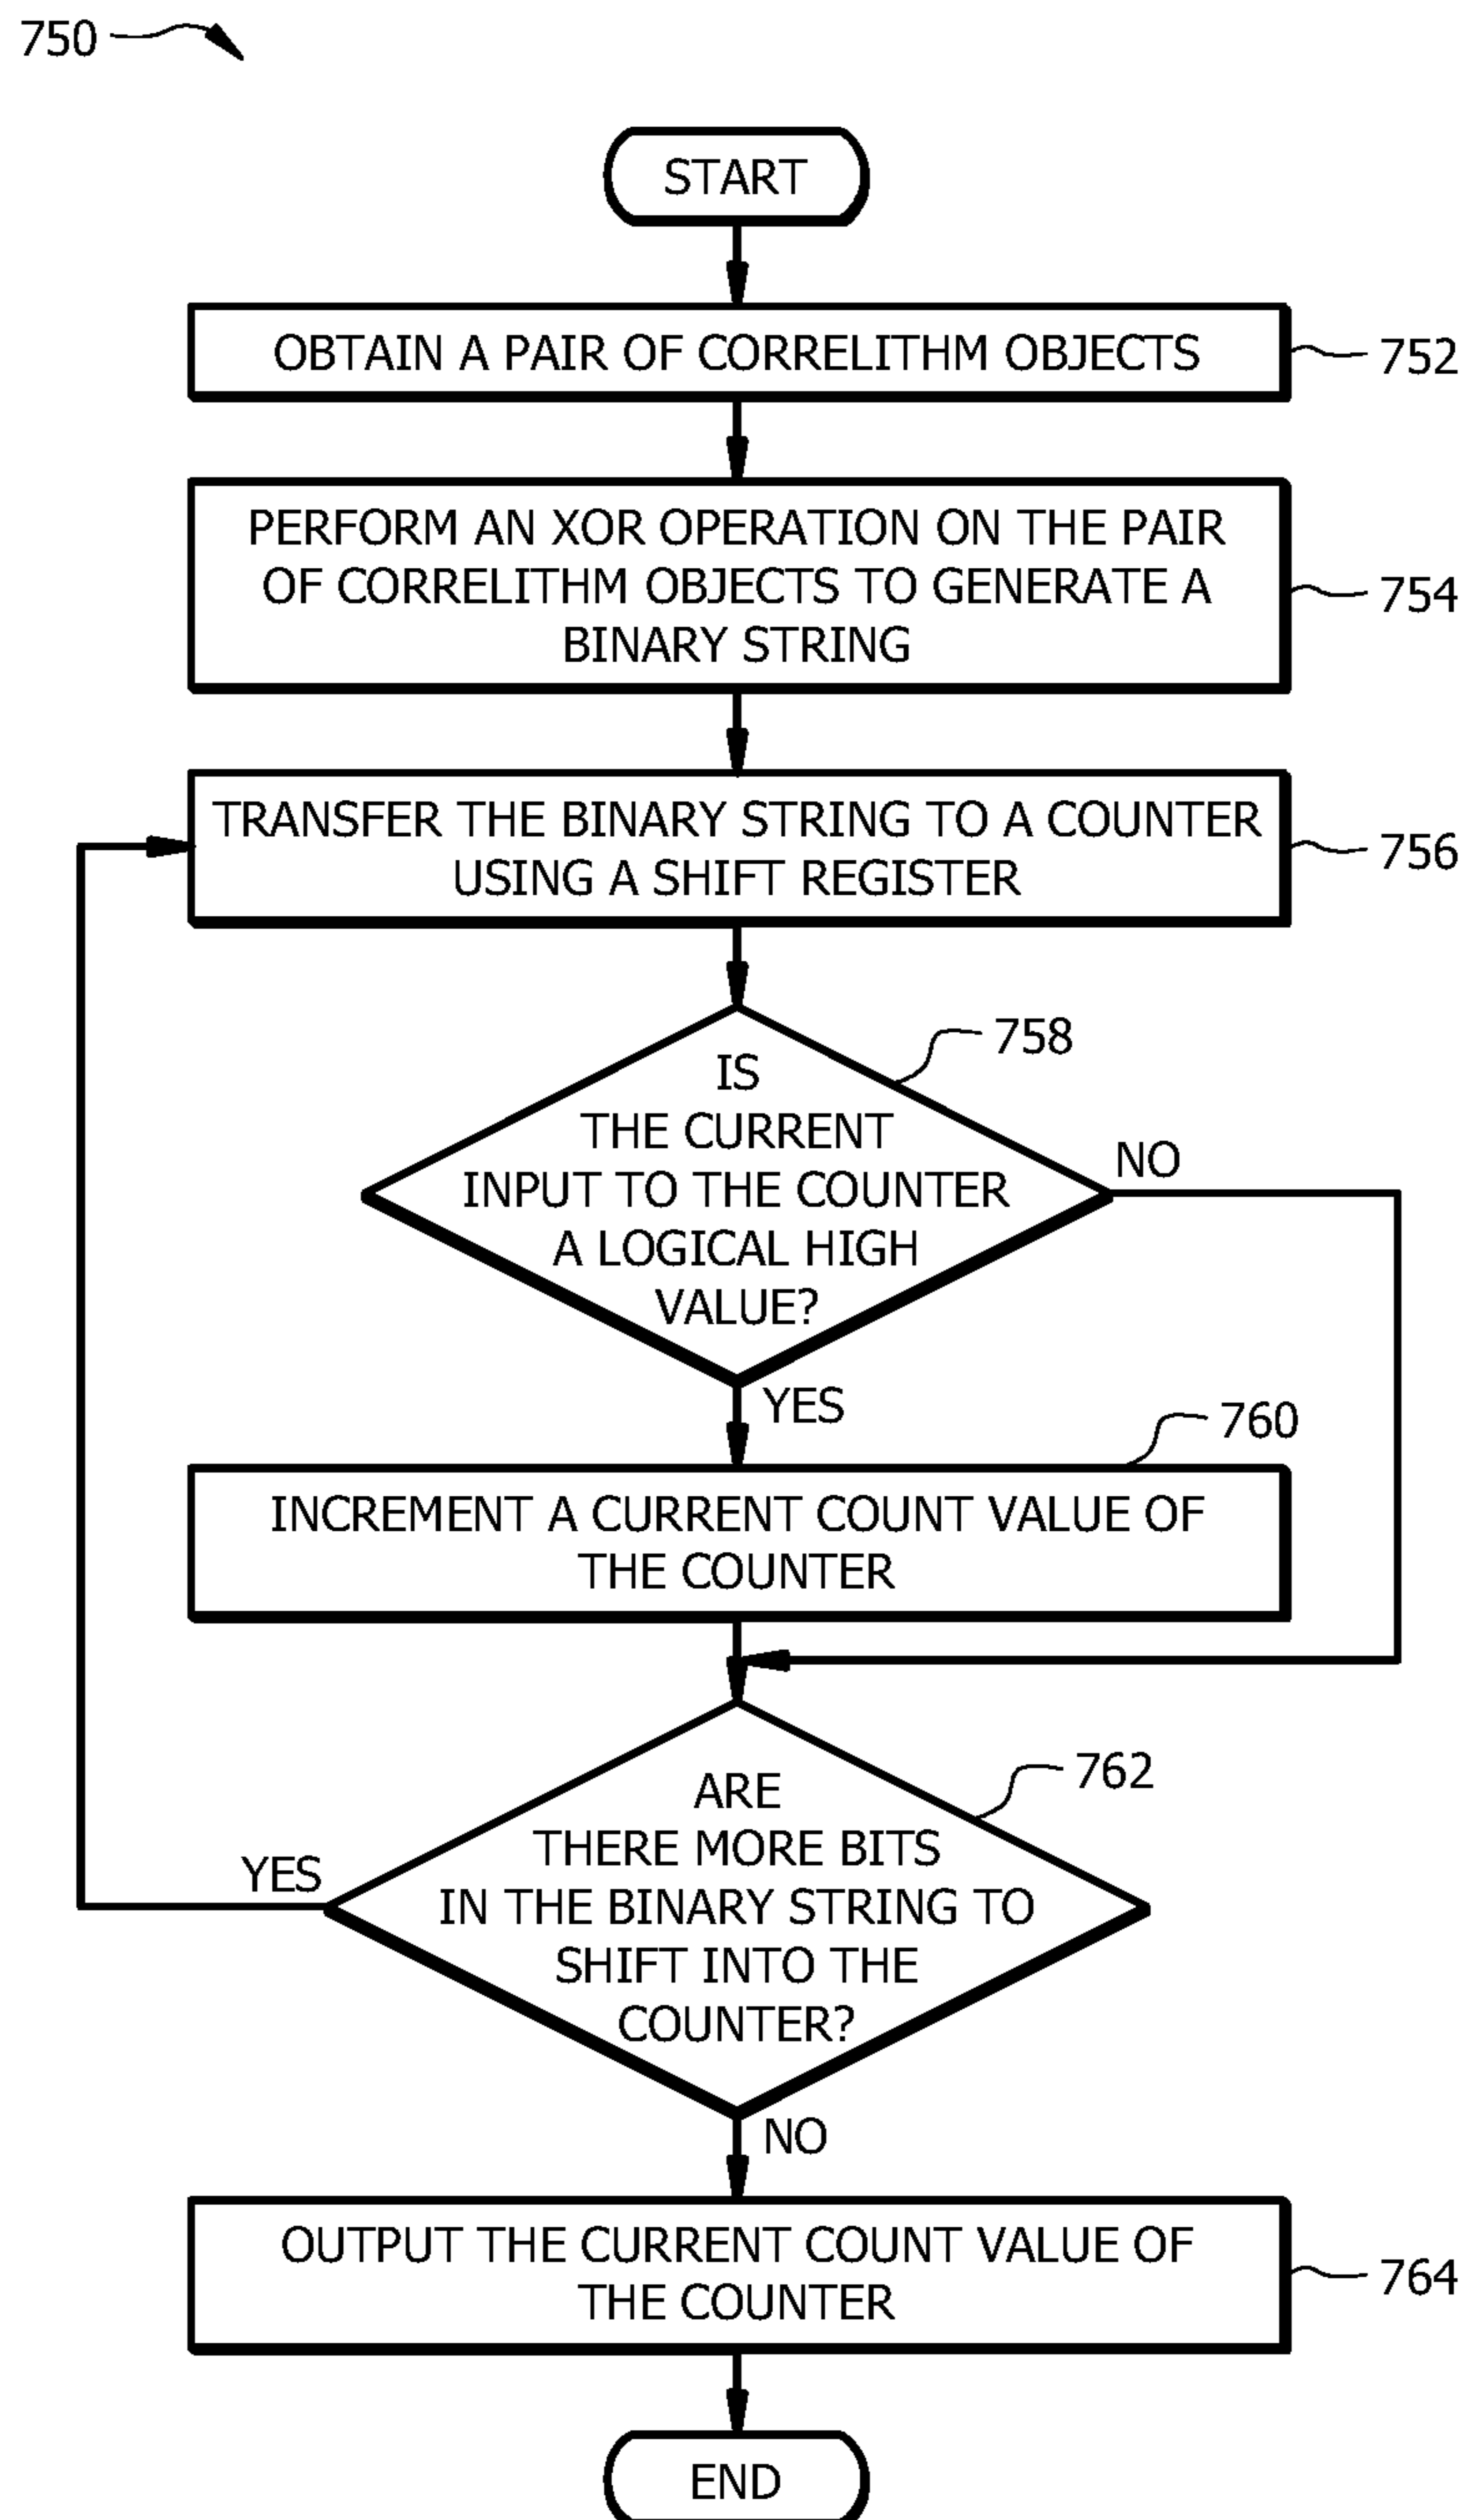 750
START
OBTAIN A PAIR OF CORRELITHM OBJECTS
752
PERFORM AN XOR OPERATION ON THE PAIR
OF CORRELITHM OBJECTS TO GENERATE A
BINARY STRING
754
TRANSFER THE BINARY STRING TO A COUNTER
USING A SHIFT REGISTER
756
758
IS
THE CURRENT
INPUT TO THE COUNTER
A LOGICAL HIGH
VALUE?
NO
YES
760
INCREMENT A CURRENT COUNT VALUE OF
THE COUNTER
762
ARE
THERE MORE BITS
IN THE BINARY STRING TO
SHIFT INTO THE
COUNTER?
YES
NO
OUTPUT THE CURRENT COUNT VALUE OF
THE COUNTER
764
END